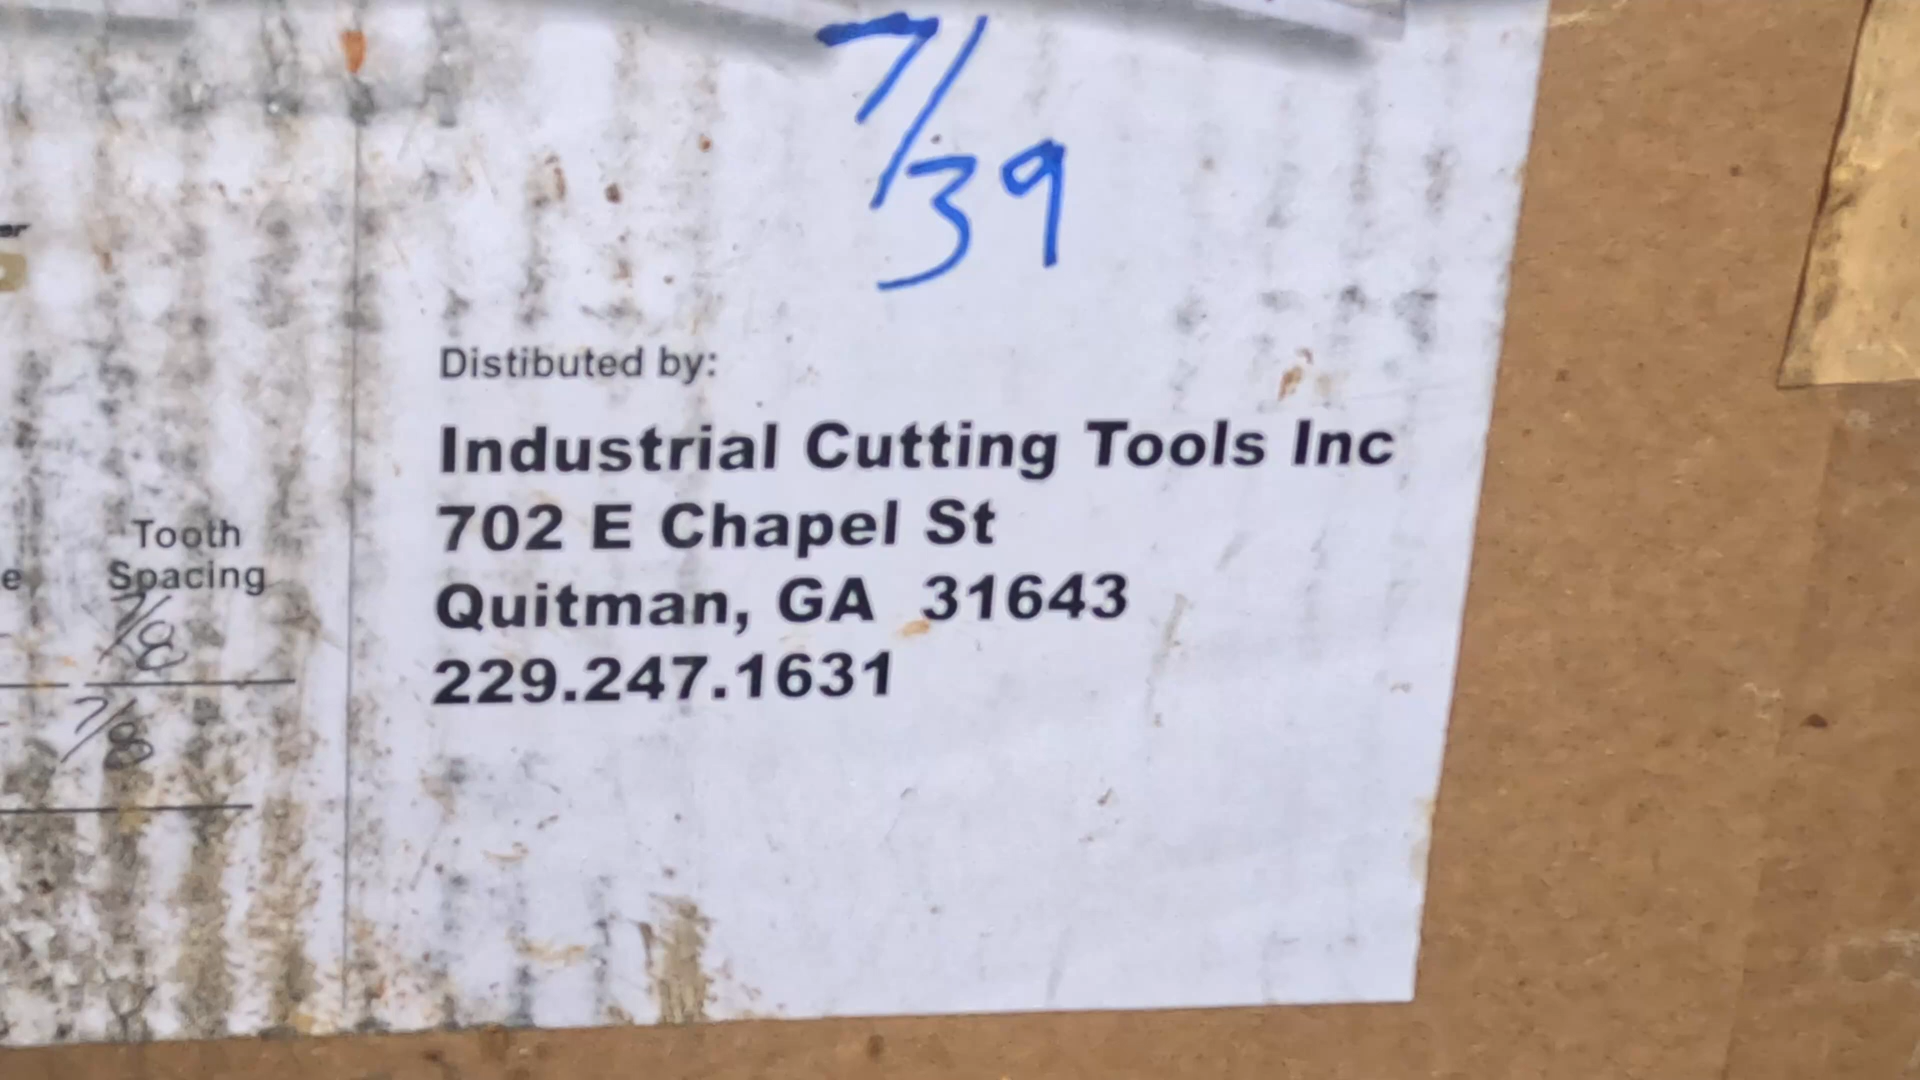 7/
39
Distibuted by:
Industrial Cutting Tools Inc
702 E Chapel St
Quitman, GA 31643
229.247.1631
Tooth
Spacing
7/8
7/8